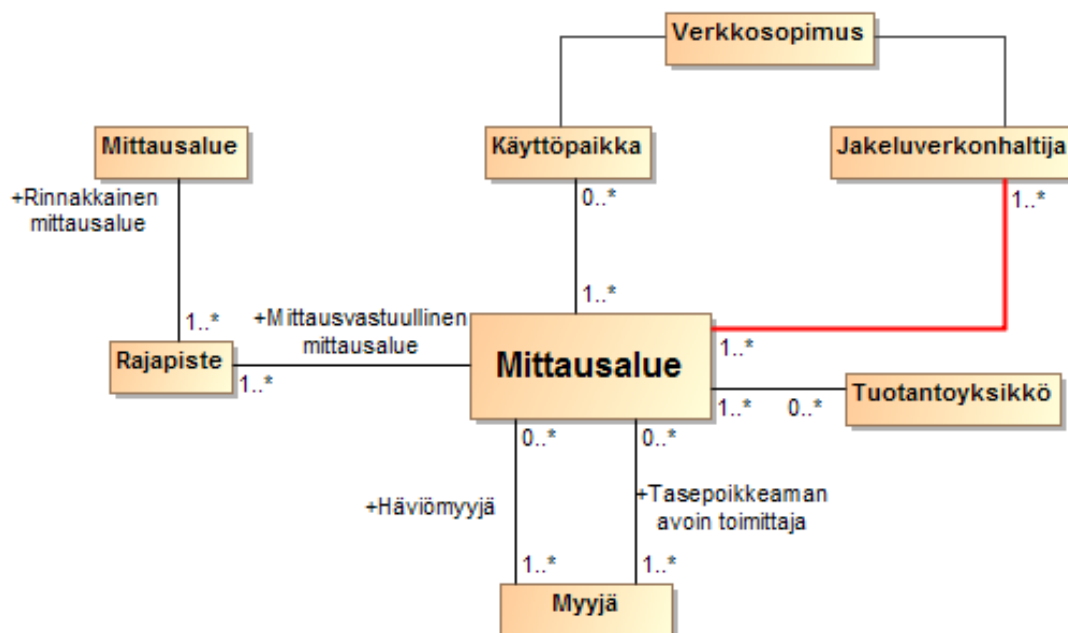 Verkkosopimus
Mittausalue
Käyttöpaikka
Jakeluverkonhaltija
+Rinnakkainen
mittausalue
0..*
1..*
1..*
1..*
+Mittausvastuullinen
mittausalue
Rajapiste
1..*
Mittausalue
1..*
1..*
0..*
Tuotantoyksikkö
0..*
0..*
+Häviömyyjä
+Tasepoikkeaman
avoin toimittaja
1..*
1..*
Myyjä